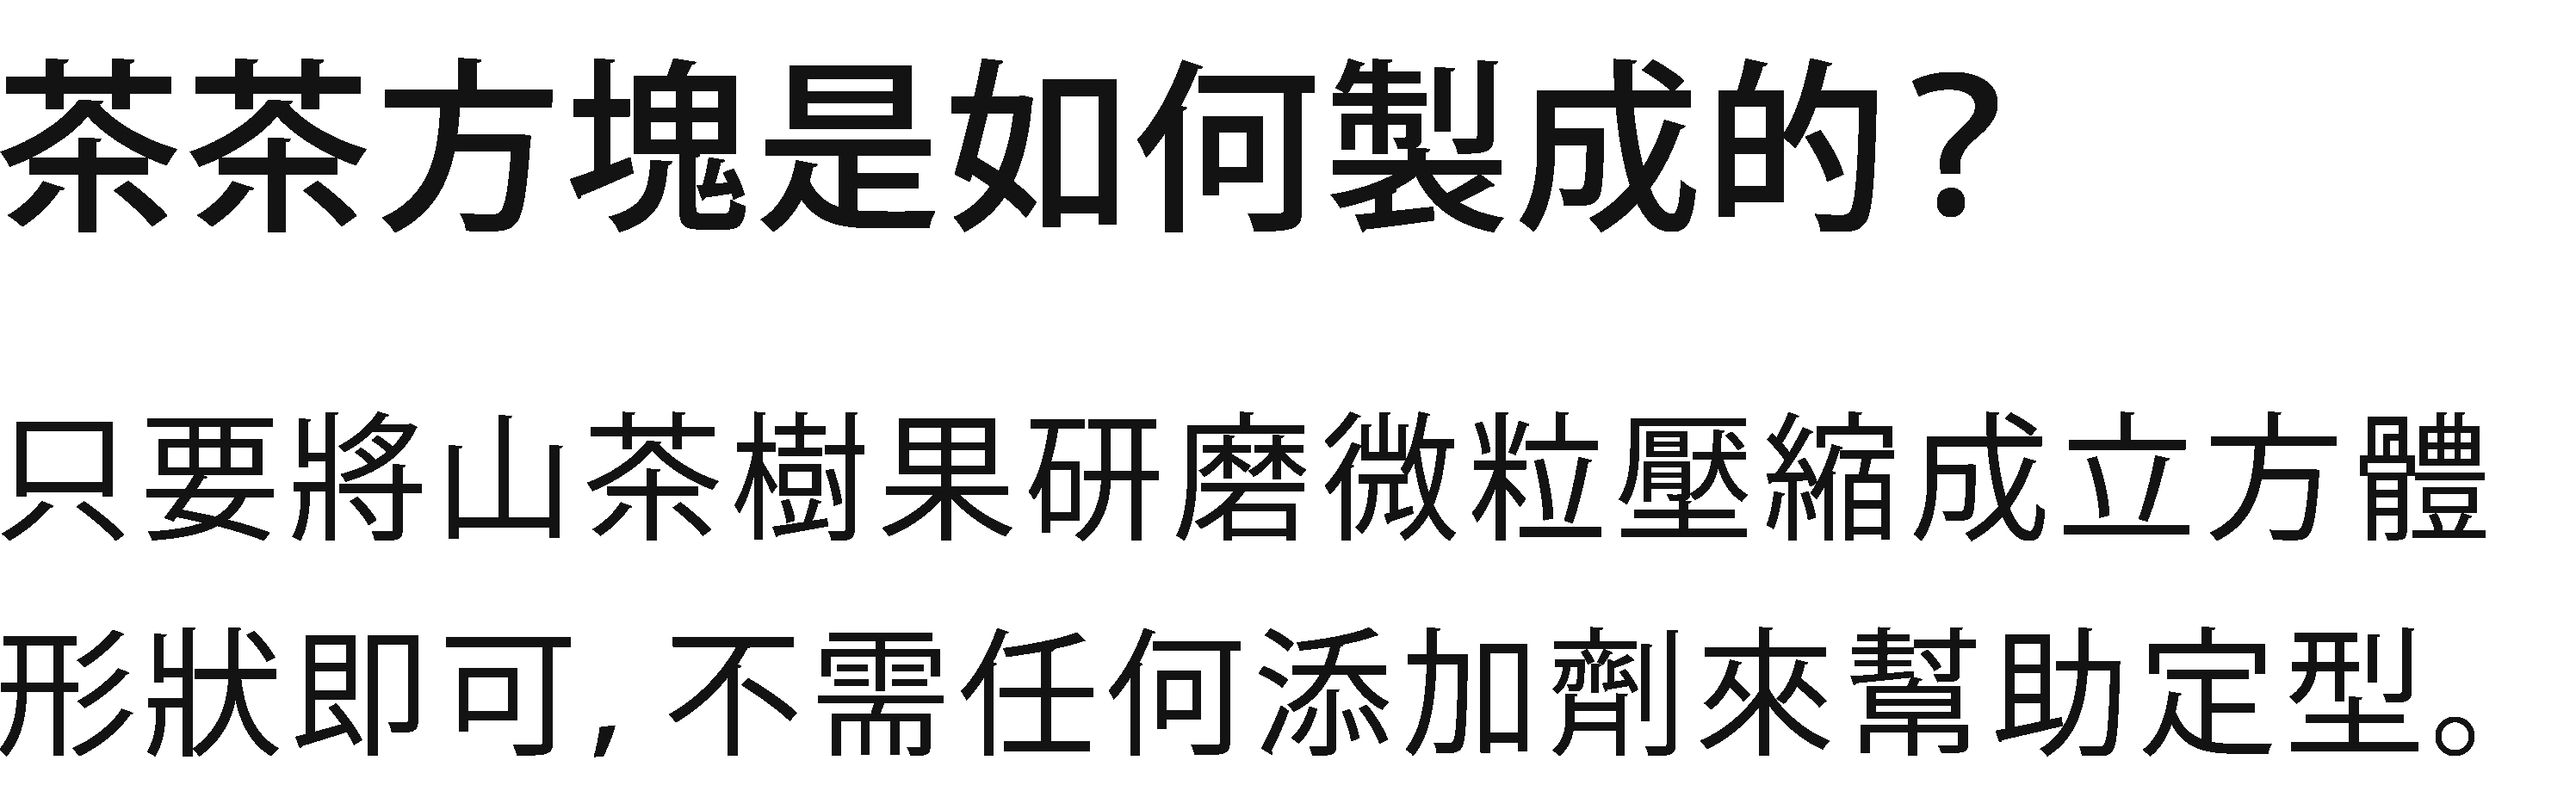 茶茶方塊是如何製成的？
只要將山茶樹果研磨微粒壓縮成立方體
形狀即可，不需任何添加劑來幫助定型。